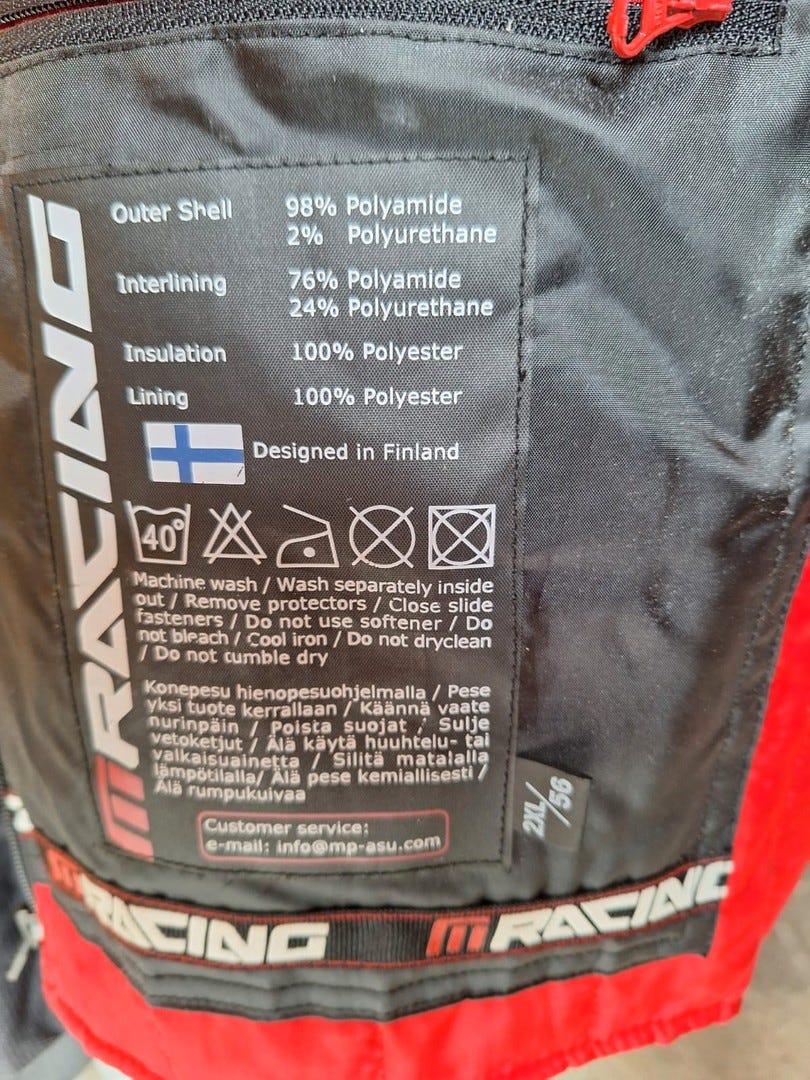 Outer Shell 98% Polyamide
2% Polyurethane
Interlining 76% Polyamide
24% Polyurethane
Insulation 100% Polyester
Lining 100% Polyester
Designed in Finland
40°
Machine wash / Wash separately inside
out / Remove protectors / Close slide
fasteners / Do not use softener / Do
not bleach / Cool iron / Do not dryclean
/ Do not tumble dry
Konepesu hienopesuohjelmalla / Pese
yksi tuote kerrallaan / Käännä vaate
nurinpäin / Poista suojat / Sulje
vetoketjut / Älä käytä huuhtelu- tai
valkaisuainetta / Silitä matalalla
lämpötilalla/ Älä pese kemiallisesti /
Älä rumpukuivaa
Customer service:
e-mail: info@mp-asu.com
MRACING
2XL/
/56
MRACING MRACING